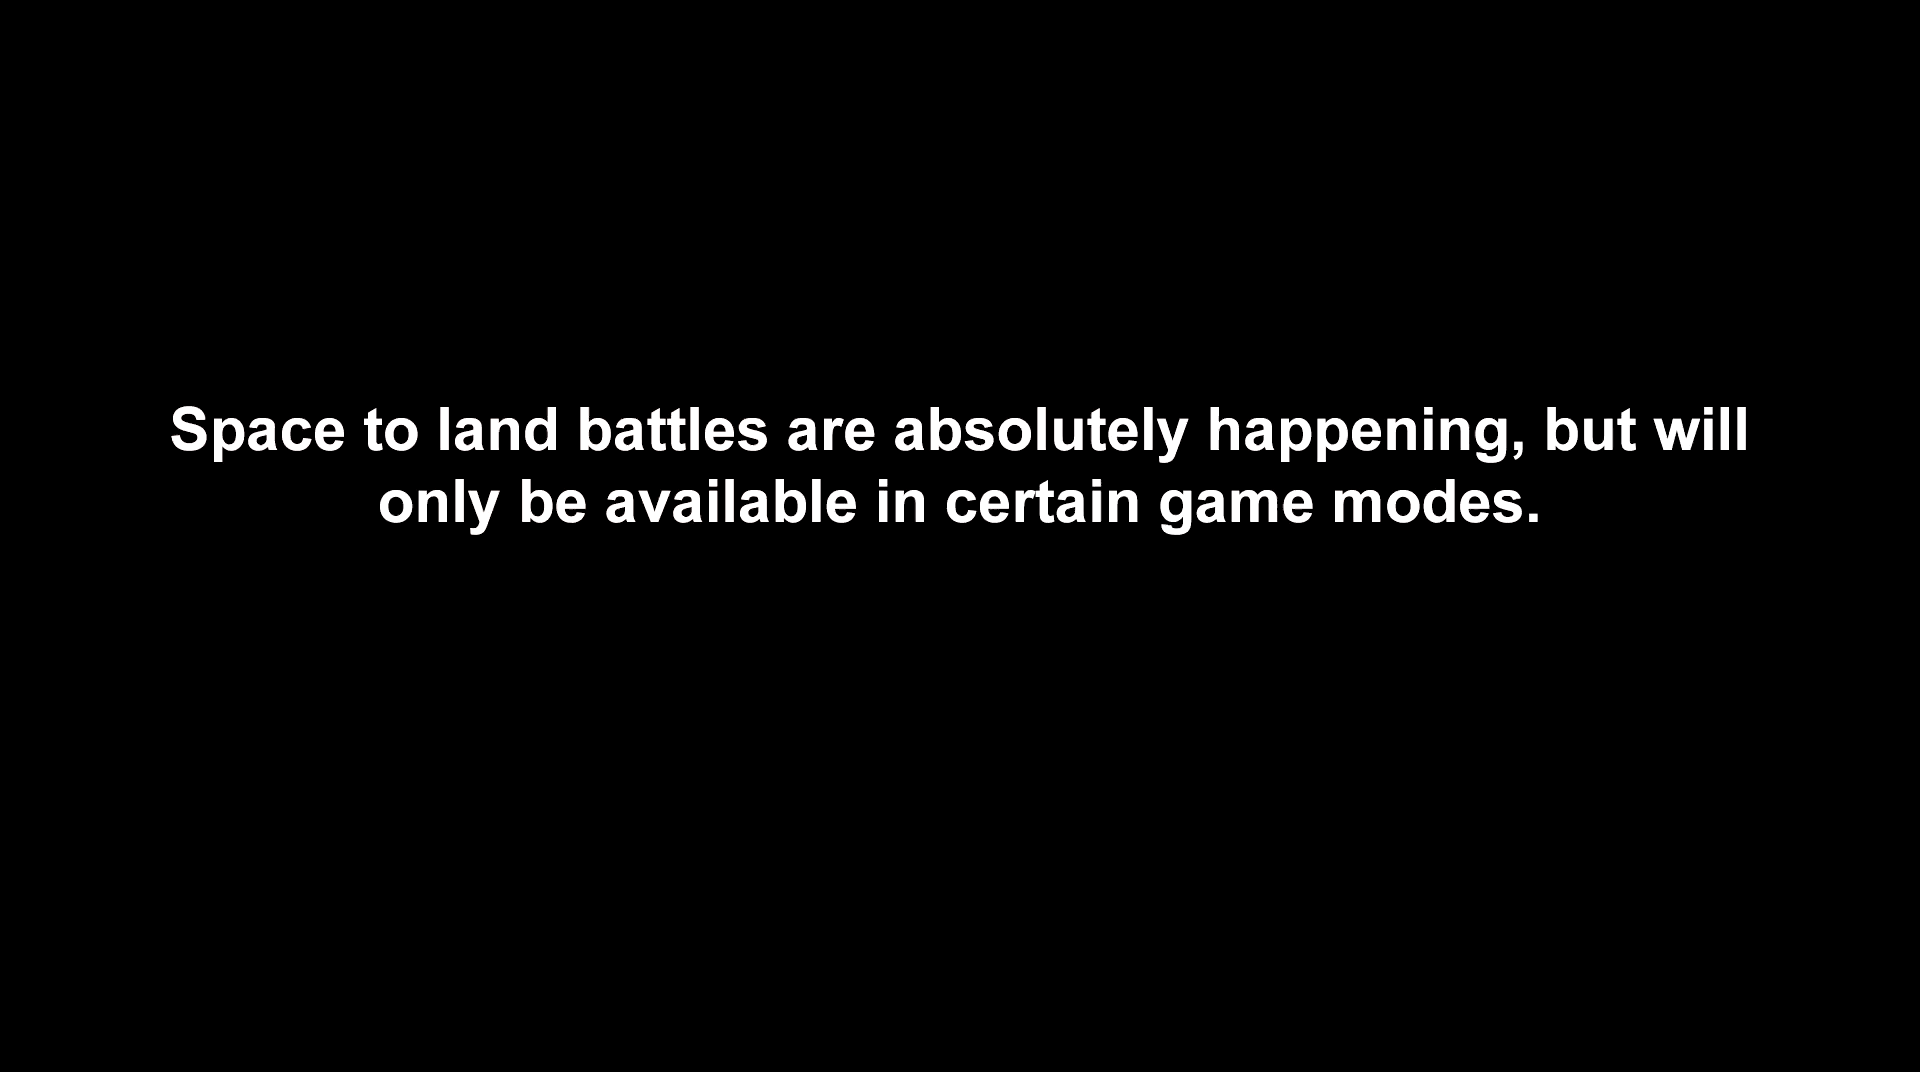 Space to land battles are absolutely happening, but will
only be available in certain game modes.